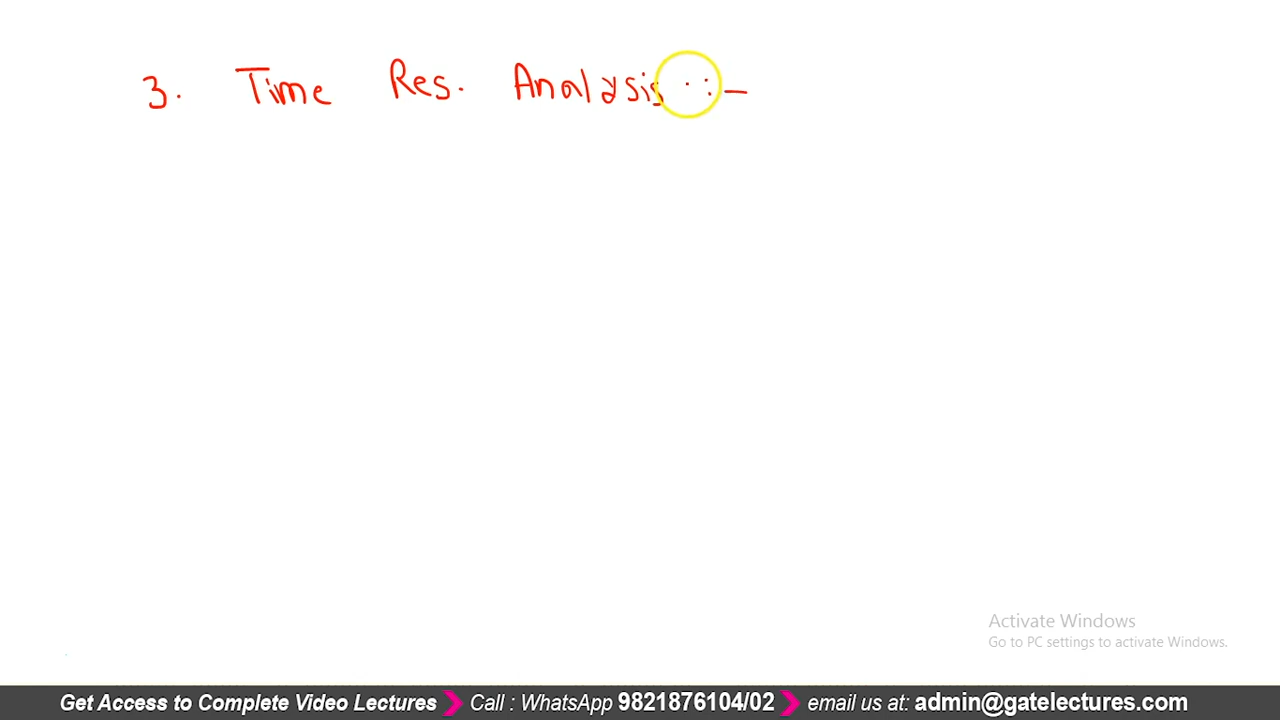 3. Time Res. Analysis :-
Activate Windows
Go to PC settings to activate Windows.
Get Access to Complete Video Lectures Call : WhatsApp 9821876104/02 email us at: admin@gatelectures.com